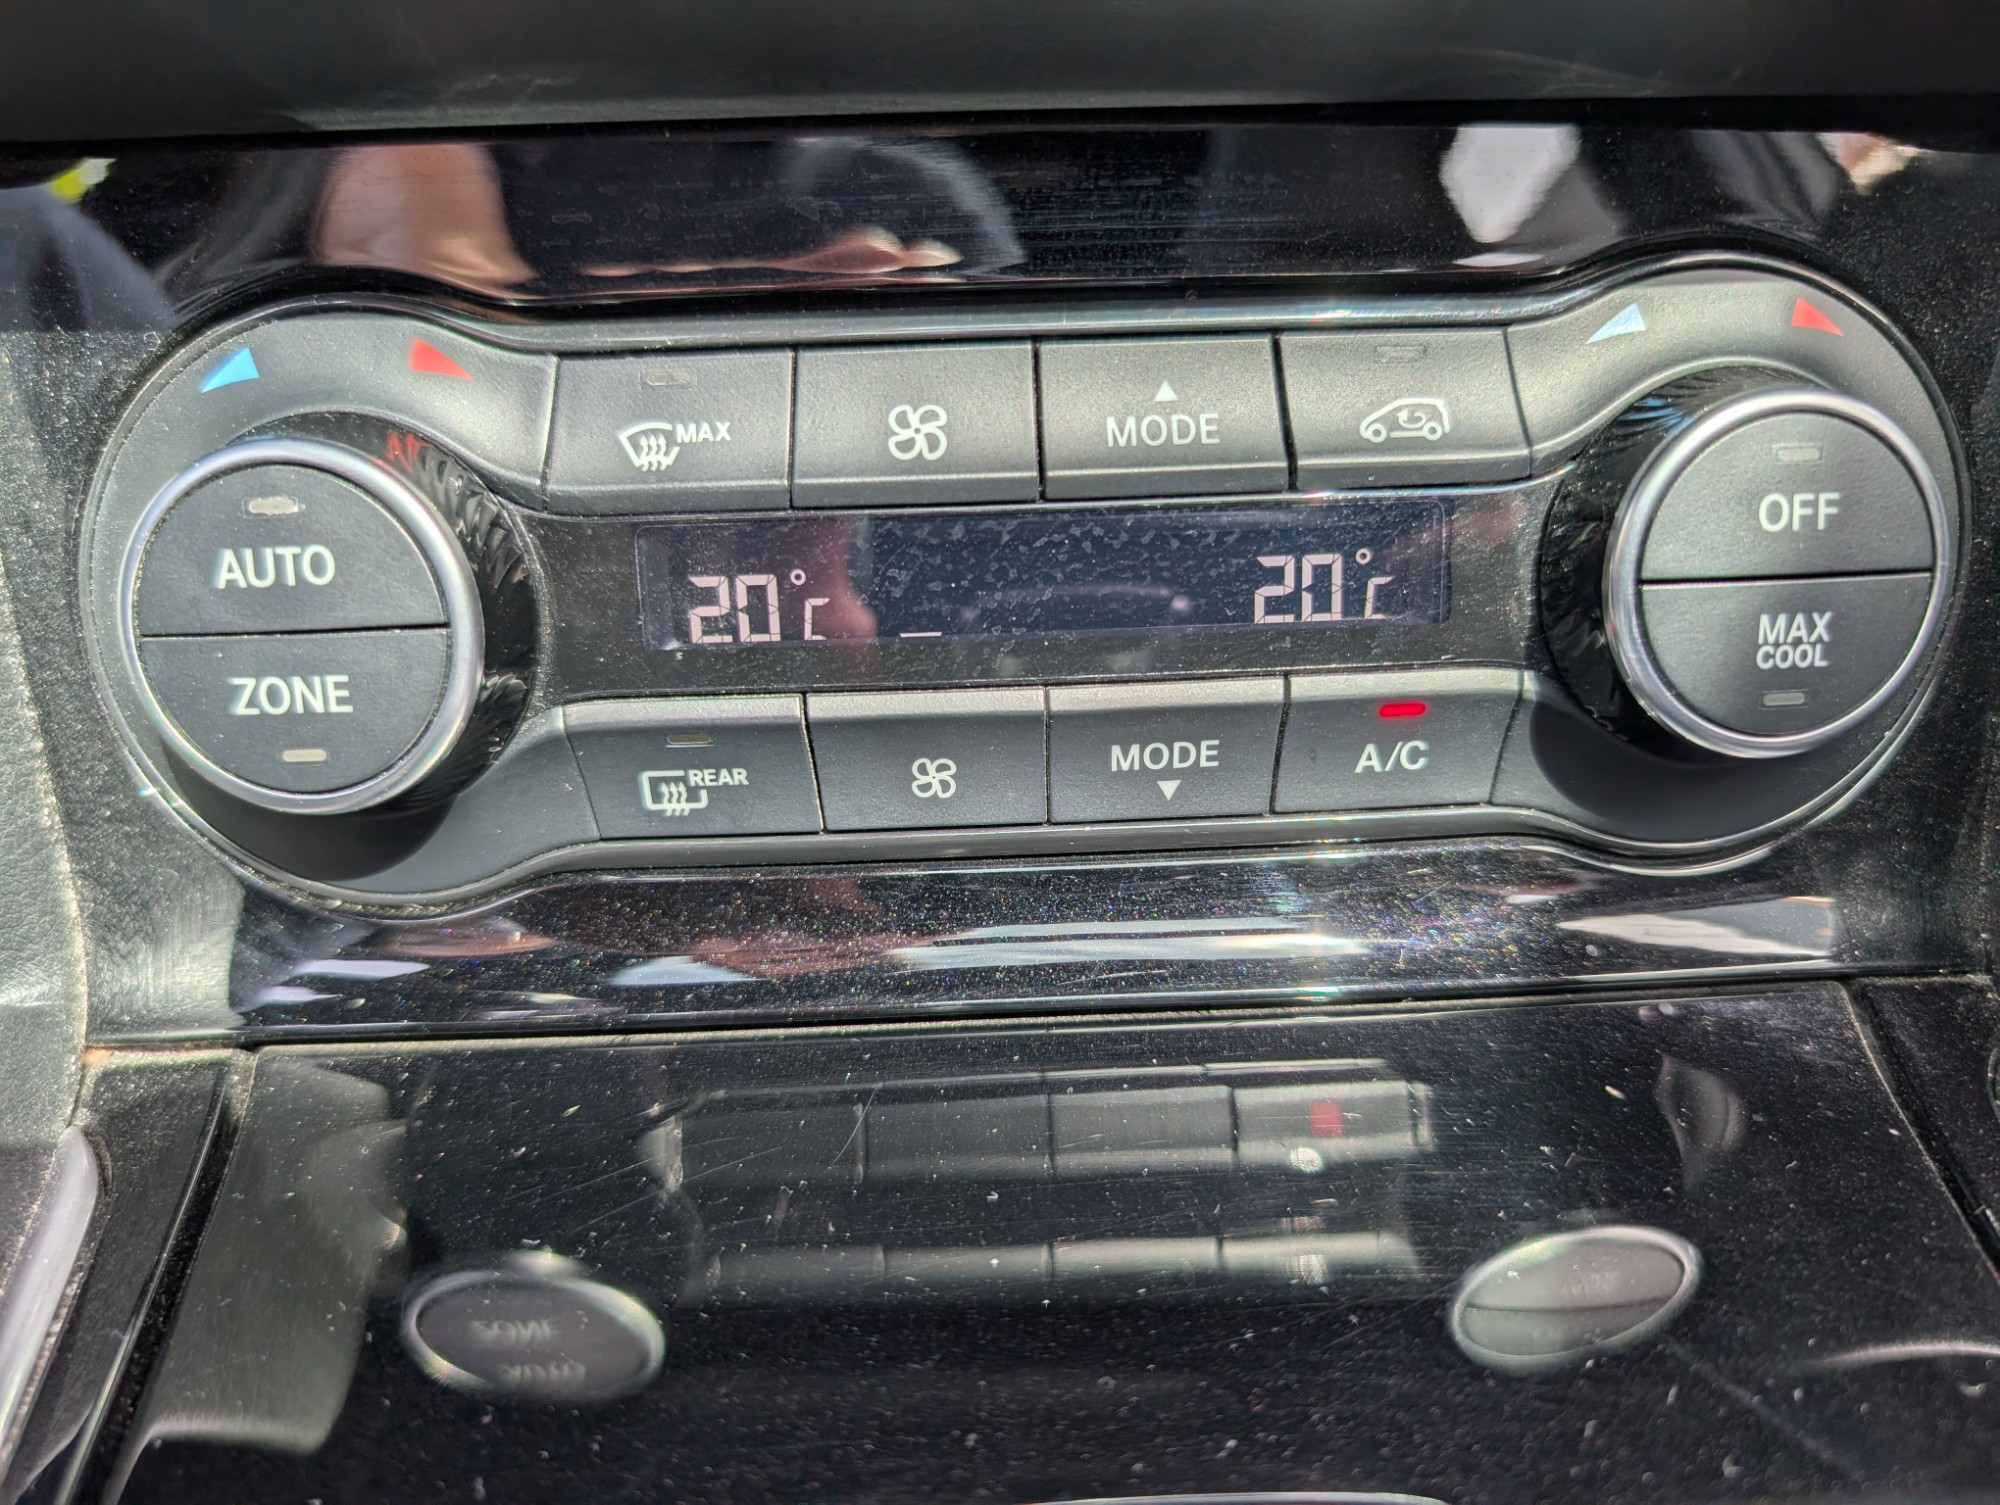 MAX
MODE
AUTO
ZONE
20°C
20°C
OFF
MAX
COOL
REAR
MODE
A/C